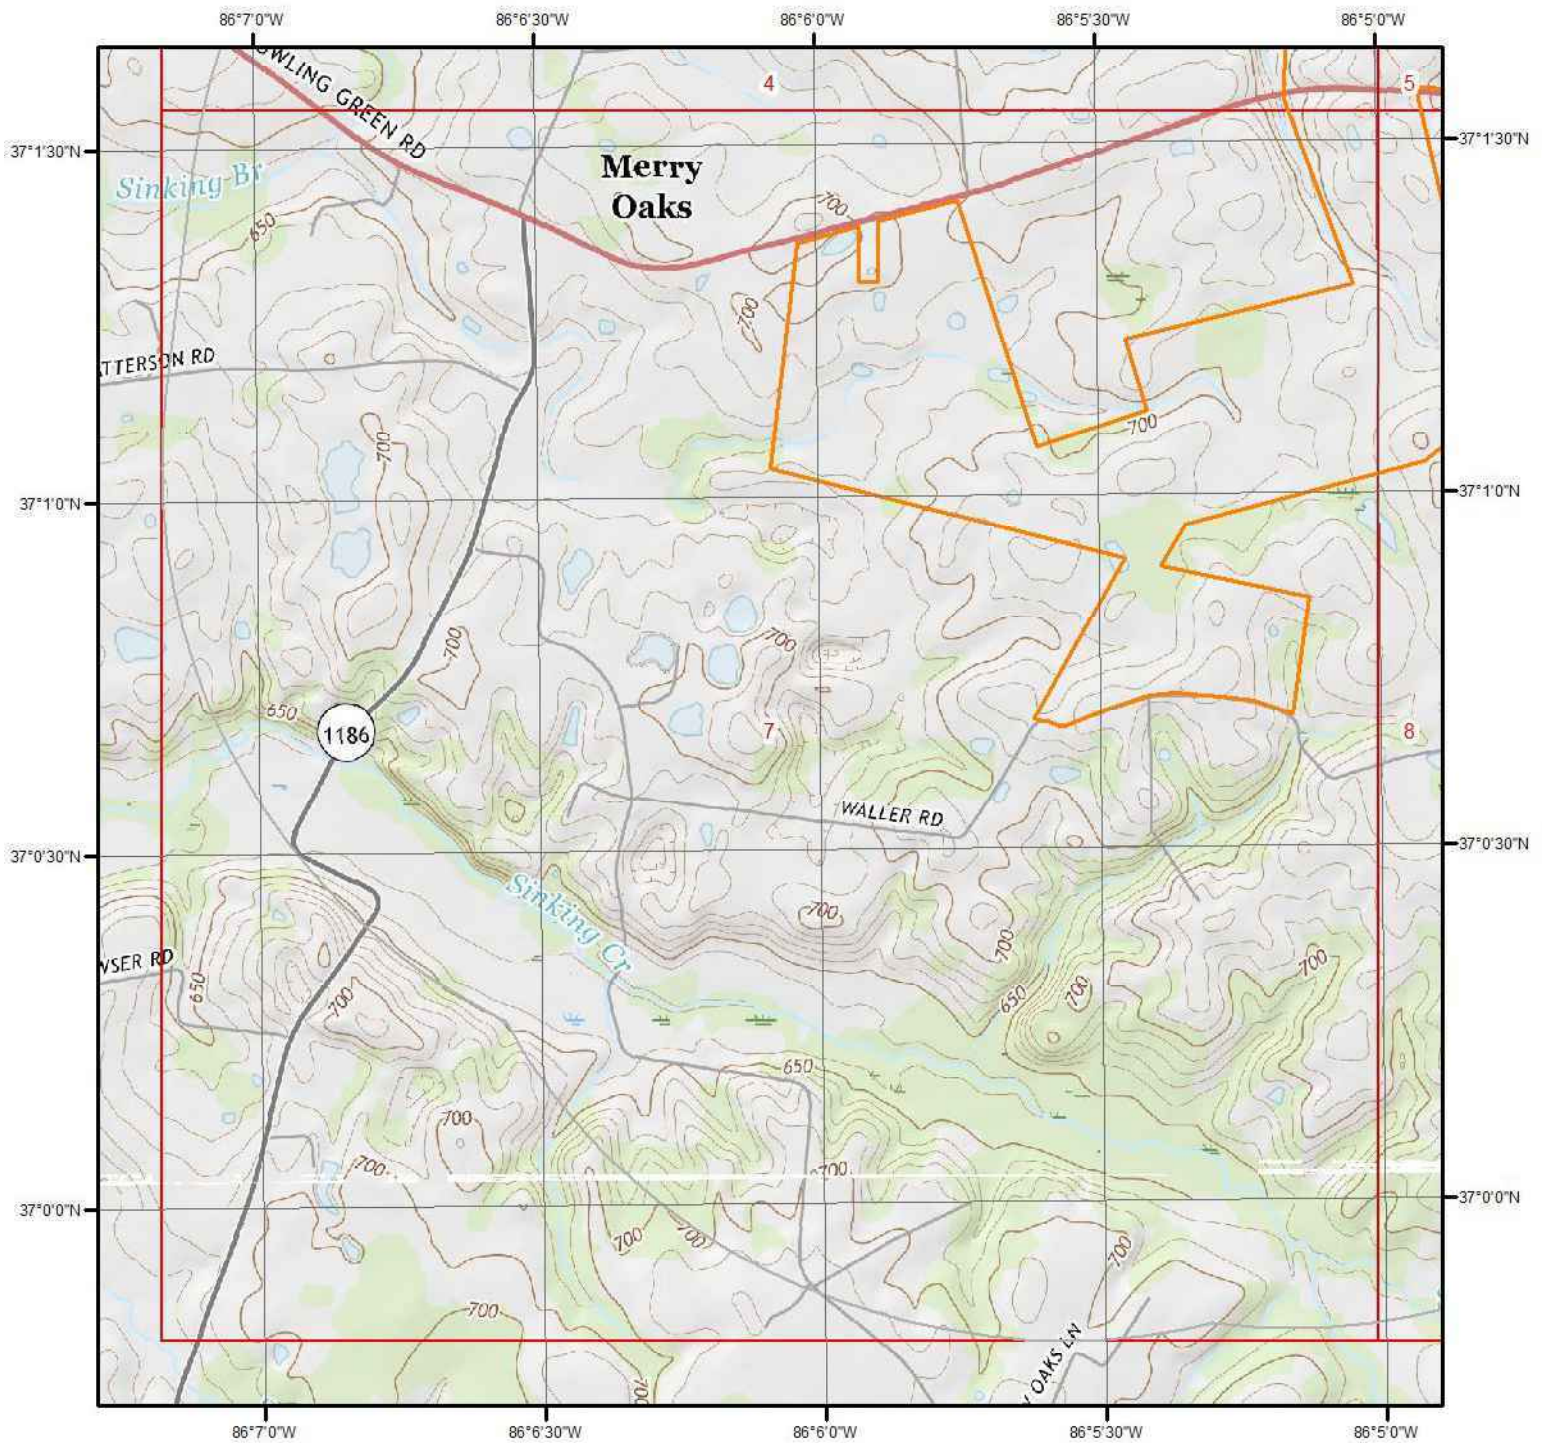 86°7'0"W 86°6'30"W 86°6'0"W 86°5'30"W 86°5'0"W
4 5
OWLING GREEN RD
37°1'30"N 37°1'30"N
Merry
Oaks
Sinking Br
650
700
700
ATTERSON RD
700
700
37°1'0"N 37°1'0"N
700
700
650
1186
7 8
WALLER RD
37°0'30"N 37°0'30"N
Sinking Cr
700
700
WSER RD
650
700
650
700
700
650
700
700
700
37°0'0"N 37°0'0"N
700
700
700
700
Y OAKS LN
700
86°7'0"W 86°6'30"W 86°6'0"W 86°5'30"W 86°5'0"W